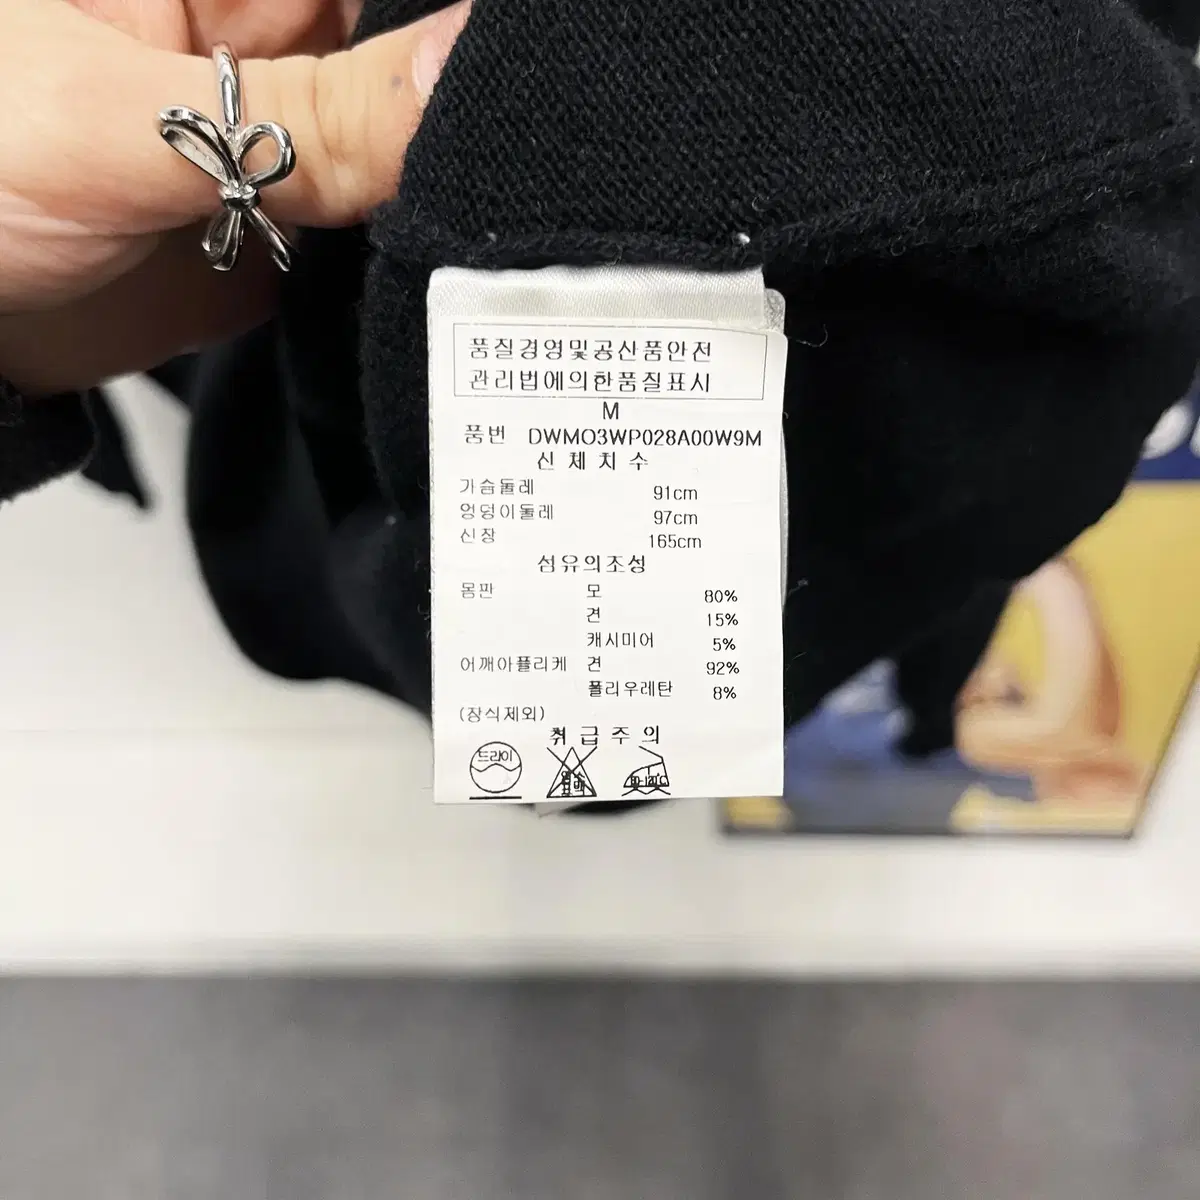 품질경영및공산품안전
관리법에의한품질표시
M
품번 DWMO3WP028A00W9M
신체치수
가슴둘레 91cm
엉덩이둘레 97cm
신장 165cm
섬유의조성
몸판 모 80%
견 15%
캐시미어 5%
어깨아플리케 견 92%
폴리우레탄 8%
(장식제외)
취급주의
드라이